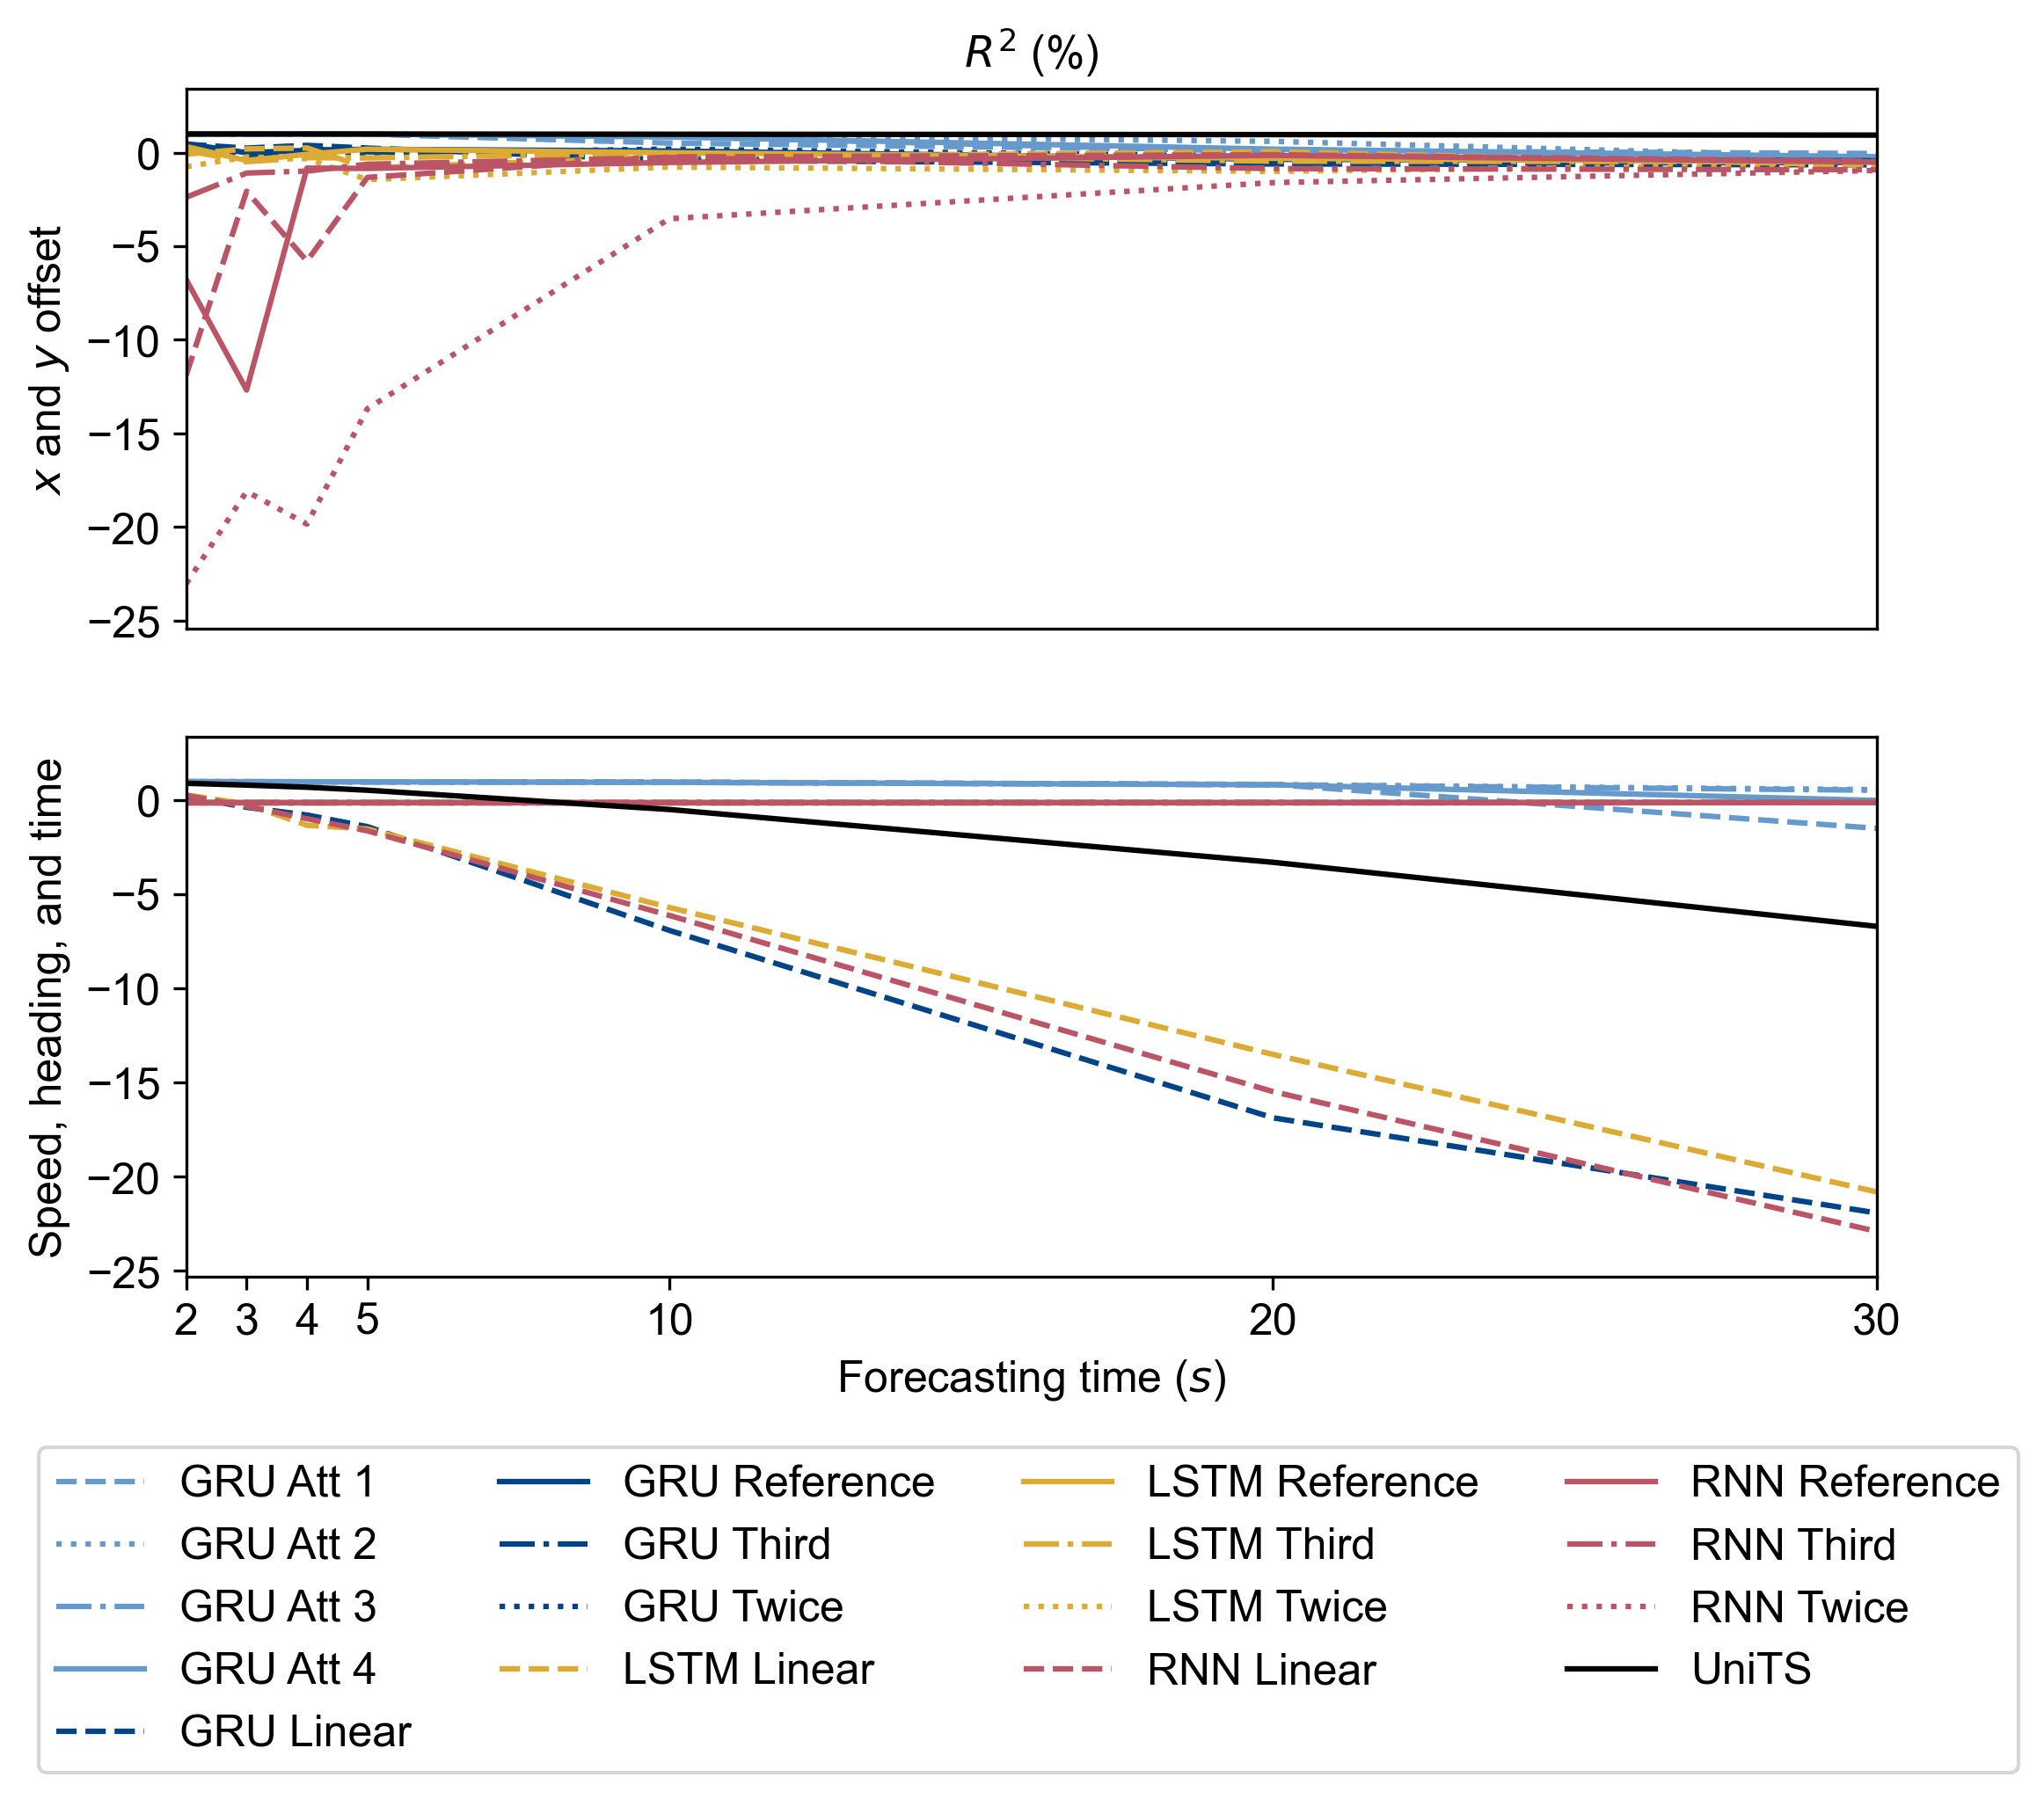 R² (%)
x and y offset
0
−5
−10
−15
−20
−25
Speed, heading, and time
0
−5
−10
−15
−20
−25
2 3 4 5 10 20 30
Forecasting time (s)
GRU Att 1 GRU Reference LSTM Reference RNN Reference
GRU Att 2 GRU Third LSTM Third RNN Third
GRU Att 3 GRU Twice LSTM Twice RNN Twice
GRU Att 4 LSTM Linear RNN Linear UniTS
GRU Linear